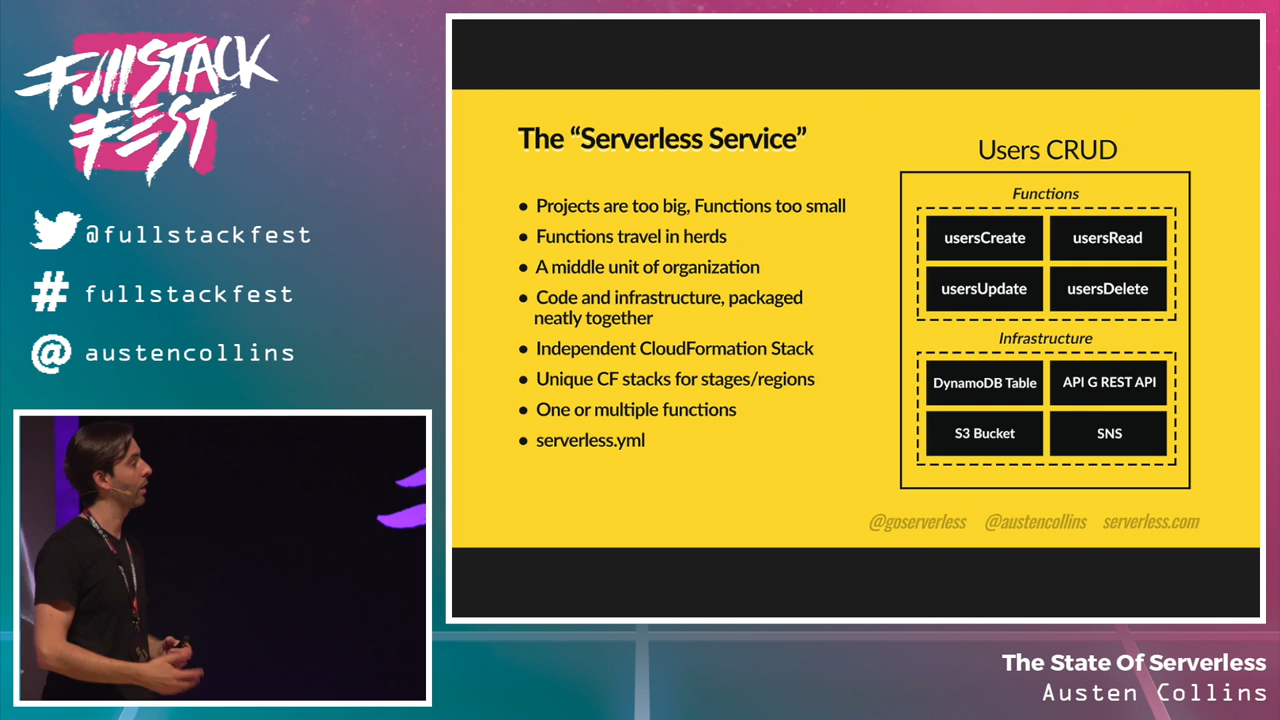 FullSTACK
FEST
@fullstackfest
# fullstackfest
@ austencollins
The “Serverless Service”
• Projects are too big, Functions too small
• Functions travel in herds
• A middle unit of organization
• Code and infrastructure, packaged
neatly together
• Independent CloudFormation Stack
• Unique CF stacks for stages/regions
• One or multiple functions
• serverless.yml
Users CRUD
Functions
usersCreate usersRead
usersUpdate usersDelete
Infrastructure
DynamoDB Table API G REST API
S3 Bucket SNS
@goserverless @austencollins serverless.com
The State Of Serverless
Austen Collins